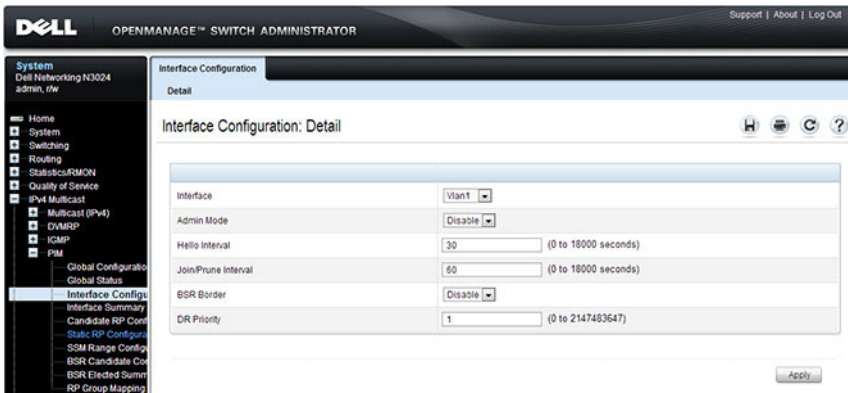 Support | About | Log Out
DELL OPENMANAGE™ SWITCH ADMINISTRATOR
System
Dell Networking N3024
admin, r/w
Home
System
Switching
Routing
Statistics/RMON
Quality of Service
IPv4 Multicast
Multicast (IPv4)
DVMRP
IGMP
PIM
Global Configuratio
Global Status
Interface Configu
Interface Summary
Candidate RP Conf
Static RP Configura
SSM Range Configu
BSR Candidate Con
BSR Elected Summ
RP Group Mapping
Interface Configuration
Detail
Interface Configuration: Detail
Interface Vlan1
Admin Mode Disable
Hello Interval 30 (0 to 18000 seconds)
Join/Prune Interval 60 (0 to 18000 seconds)
BSR Border Disable
DR Priority 1 (0 to 2147483647)
Apply